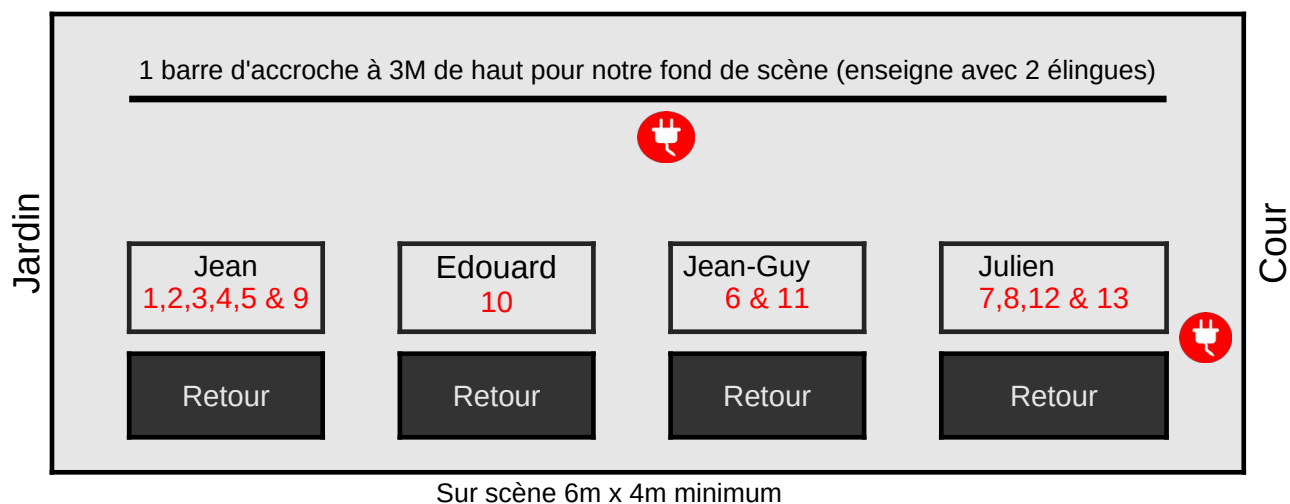 1 barre d'accroche à 3M de haut pour notre fond de scène (enseigne avec 2 élingues)
Jardin
Cour
Jean
1,2,3,4,5 & 9
Edouard
10
Jean-Guy
6 & 11
Julien
7,8,12 & 13
Retour
Retour
Retour
Retour
Sur scène 6m x 4m minimum